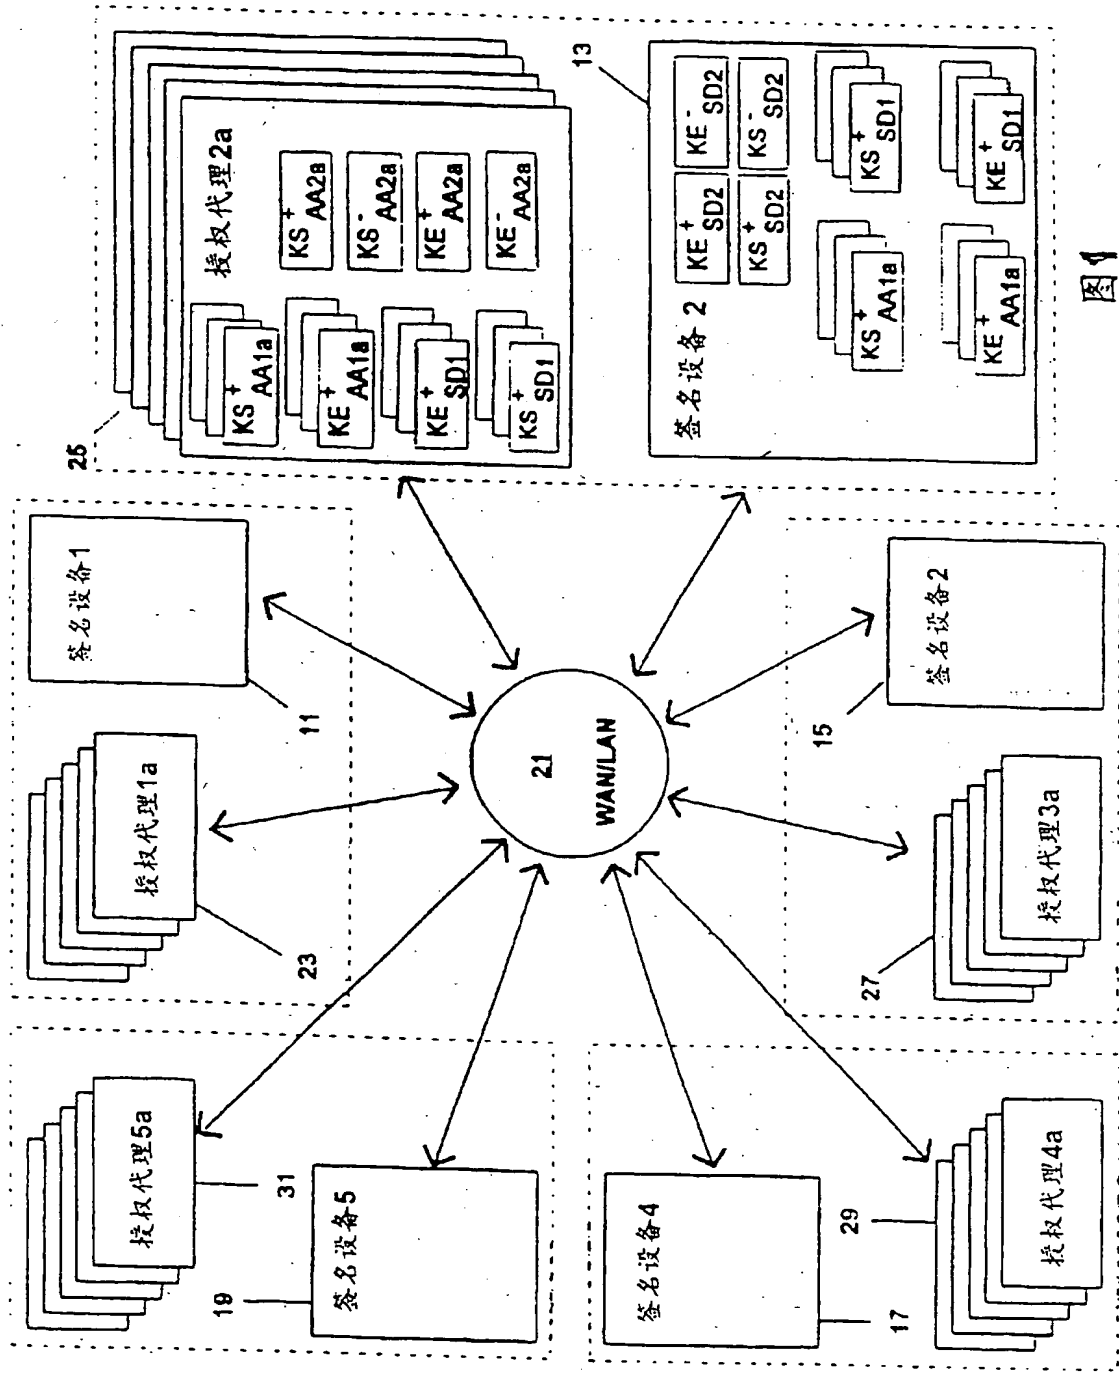 授权代理5a
31
签名设备5
19
签名设备4
17
29
授权代理4a
授权代理1a
23
签名设备1
11
21
WAN/LAN
签名设备2
15
27
授权代理3a
25
授权代理2a
KS⁺AA1a
KE⁺AA1a
KE⁺SD1
KS⁺SD1
KS⁺AA2a
KS⁻AA2a
KE⁺AA2a
KE⁻AA2a
13
签名设备2
KE⁺SD2
KE⁻SD2
KS⁺SD2
KS⁻SD2
KS⁺AA1a
KS⁺SD1
KE⁺AA1a
KE⁺SD1
图1